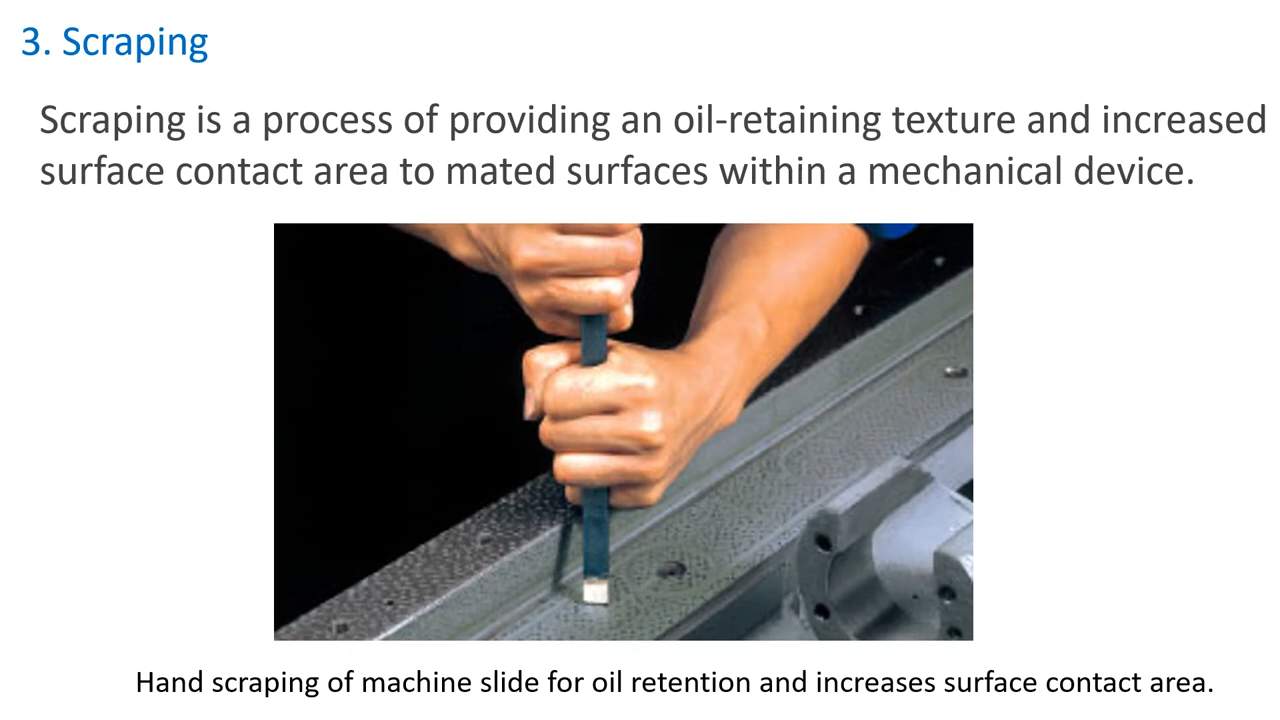 3. Scraping
Scraping is a process of providing an oil-retaining texture and increased
surface contact area to mated surfaces within a mechanical device.
Hand scraping of machine slide for oil retention and increases surface contact area.